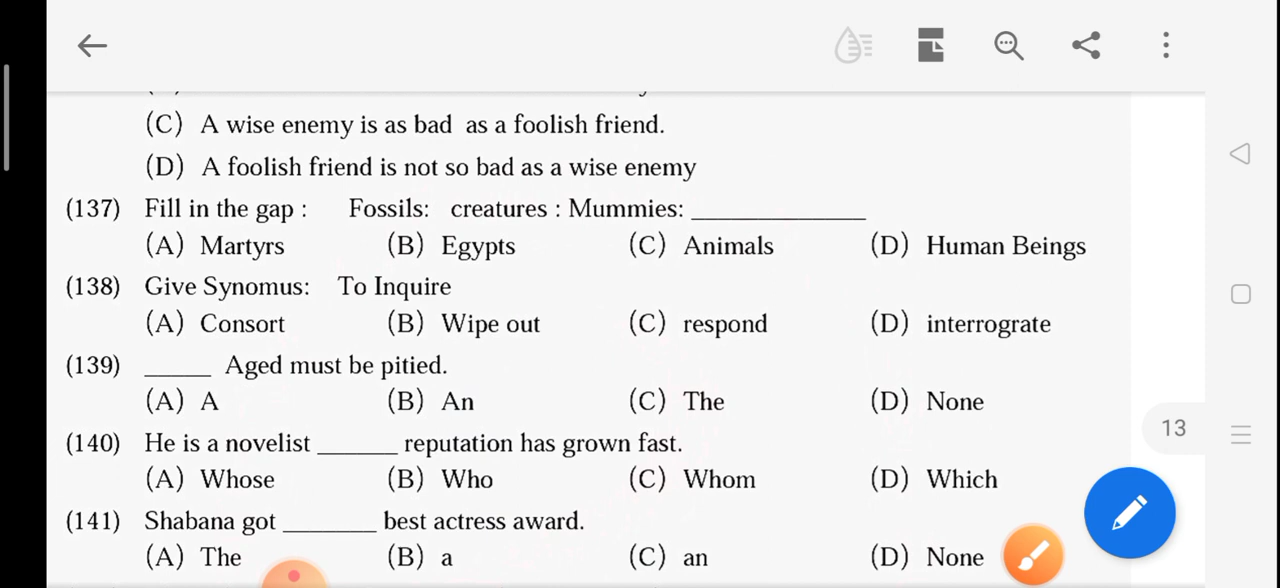 (C) A wise enemy is as bad as a foolish friend.
(D) A foolish friend is not so bad as a wise enemy
(137) Fill in the gap : Fossils: creatures : Mummies: _____________
(A) Martyrs (B) Egypts (C) Animals (D) Human Beings
(138) Give Synomus: To Inquire
(A) Consort (B) Wipe out (C) respond (D) interrograte
(139) _____ Aged must be pitied.
(A) A (B) An (C) The (D) None
(140) He is a novelist ______ reputation has grown fast.
(A) Whose (B) Who (C) Whom (D) Which
13
(141) Shabana got _______ best actress award.
(A) The (B) a (C) an (D) None